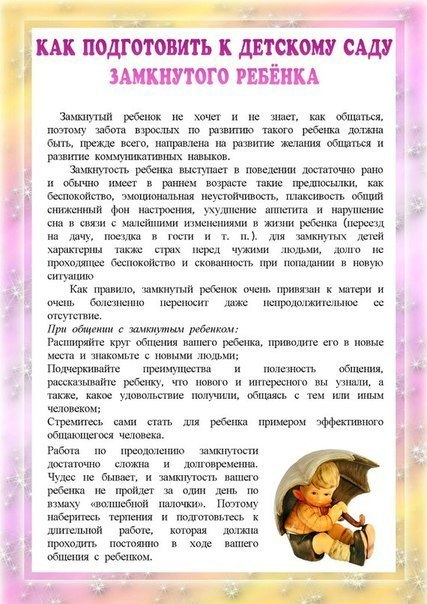 КАК ПОДГОТОВИТЬ К ДЕТСКОМУ САДУ
ЗАМКНУТОГО РЕБЁНКА
Замкнутый ребенок не хочет и не знает, как общаться,
поэтому забота взрослых по развитию такого ребенка должна
быть, прежде всего, направлена на развитие желания общаться и
развитие коммуникативных навыков.
Замкнутость ребенка выступает в поведении достаточно рано
и обычно имеет в раннем возрасте такие предпосылки, как
беспокойство, эмоциональная неустойчивость, плаксивость общий
сниженный фон настроения, ухудшение аппетита и нарушение
сна в связи с малейшими изменениями в жизни ребенка (переезд
на дачу, поездка в гости и т. п.). для замкнутых детей
характерны также страх перед чужими людьми, долго не
проходящее беспокойство и скованность при попадании в новую
ситуацию
Как правило, замкнутый ребенок очень привязан к матери и
очень болезненно переносит даже непродолжительное ее
отсутствие.
При общении с замкнутым ребенком:
Расширяйте круг общения вашего ребенка, приводите его в новые
места и знакомьте с новыми людьми;
Подчеркивайте преимущества и полезность общения,
рассказывайте ребенку, что нового и интересного вы узнали, а
также, какое удовольствие получили, общаясь с тем или иным
человеком;
Стремитесь сами стать для ребенка примером эффективного
общающегося человека.
Работа по преодолению замкнутости
достаточно сложна и долговременна.
Чудес не бывает, и замкнутость вашего
ребенка не пройдет за один день по
взмаху «волшебной палочки». Поэтому
наберитесь терпения и подготовьтесь к
длительной работе, которая должна
проходить постоянно в ходе вашего
общения с ребенком.